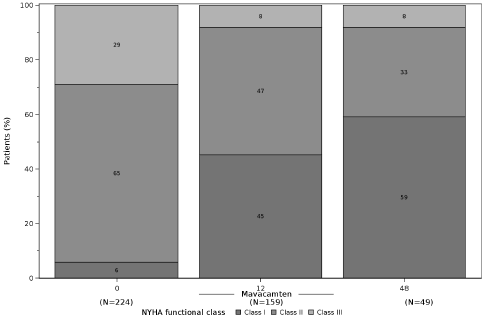 100
80
60
40
20
0
Patients (%)
29 8 8
65 47 33
6 45 59
0 12 48
Mavacamten
(N=224) (N=159) (N=49)
NYHA functional class Class I Class II Class III